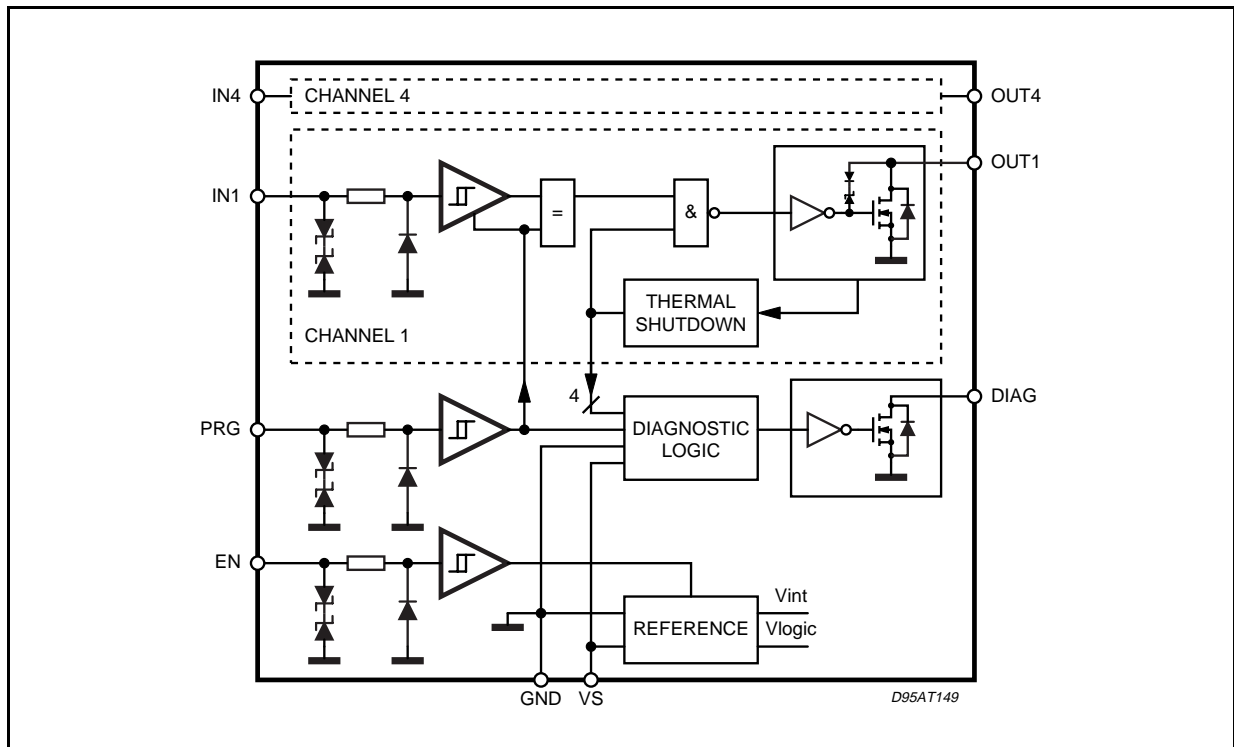 IN4
CHANNEL 4
OUT4
OUT1
IN1
=
&
THERMAL
SHUTDOWN
CHANNEL 1
4
DIAG
PRG
DIAGNOSTIC
LOGIC
EN
Vint
REFERENCE
Vlogic
GND
VS
D95AT149